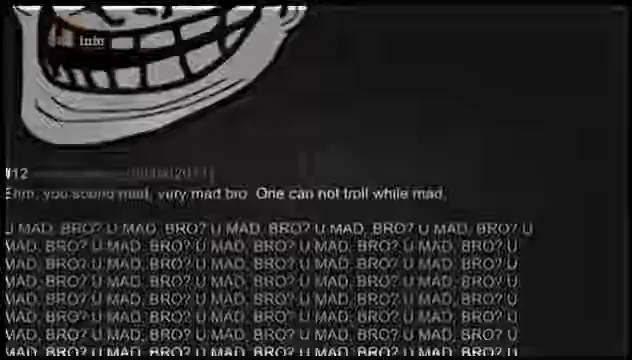 info
#12
Ehm, you sound mad, very mad bro. One can not troll while mad.
U MAD, BRO? U MAD, BRO? U MAD, BRO? U MAD, BRO? U MAD, BRO? U
MAD, BRO? U MAD, BRO? U MAD, BRO? U MAD, BRO? U MAD, BRO? U
MAD, BRO? U MAD, BRO? U MAD, BRO? U MAD, BRO? U MAD, BRO? U
MAD, BRO? U MAD, BRO? U MAD, BRO? U MAD, BRO? U MAD, BRO? U
MAD, BRO? U MAD, BRO? U MAD, BRO? U MAD, BRO? U MAD, BRO? U
MAD, BRO? U MAD, BRO? U MAD, BRO? U MAD, BRO? U MAD, BRO? U
MAD, BRO? U MAD, BRO? U MAD, BRO? U MAD, BRO? U MAD, BRO? U
MAD, BRO? U MAD, BRO? U MAD, BRO? U MAD, BRO? U MAD, BRO? U